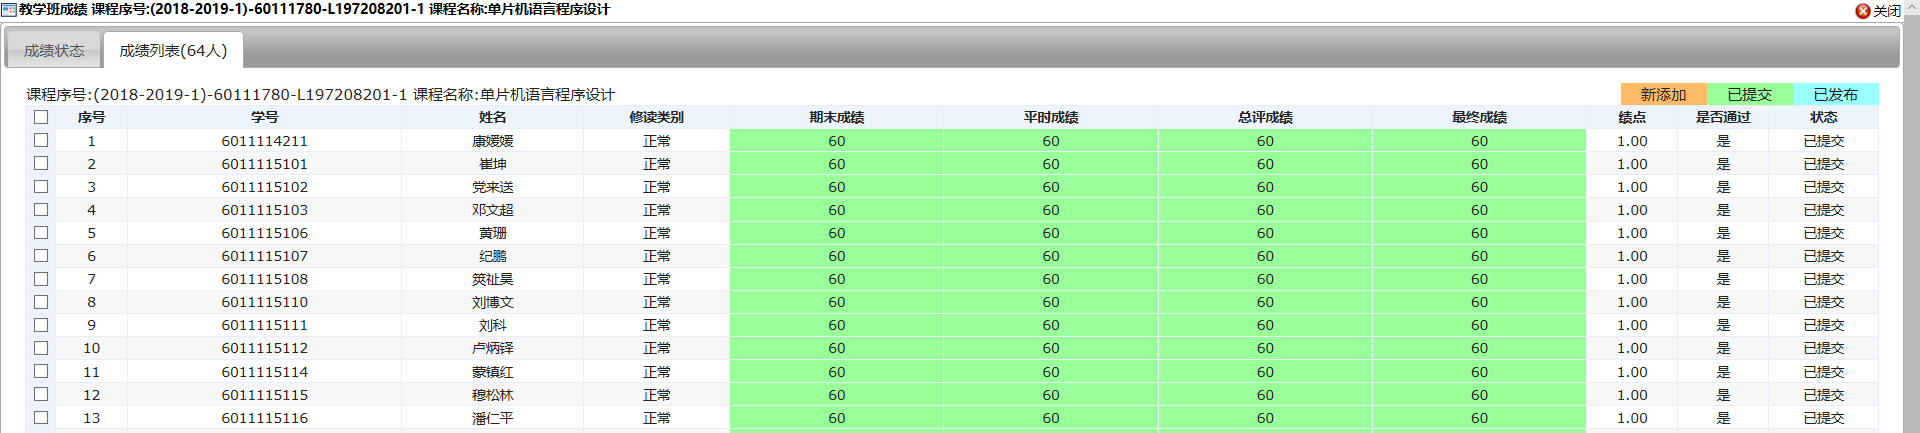 教学班成绩 课程序号:(2018-2019-1)-60111780-L197208201-1 课程名称:单片机语言程序设计 关闭
成绩状态 成绩列表(64人)
课程序号:(2018-2019-1)-60111780-L197208201-1 课程名称:单片机语言程序设计 新添加 已提交 已发布
序号 学号 姓名 修读类别 期末成绩 平时成绩 总评成绩 最终成绩 绩点 是否通过 状态
1 6011114211 康嫒嫒 正常 60 60 60 60 1.00 是 已提交
2 6011115101 崔坤 正常 60 60 60 60 1.00 是 已提交
3 6011115102 党来送 正常 60 60 60 60 1.00 是 已提交
4 6011115103 邓文超 正常 60 60 60 60 1.00 是 已提交
5 6011115106 黄珊 正常 60 60 60 60 1.00 是 已提交
6 6011115107 纪鹏 正常 60 60 60 60 1.00 是 已提交
7 6011115108 筴祉昊 正常 60 60 60 60 1.00 是 已提交
8 6011115110 刘博文 正常 60 60 60 60 1.00 是 已提交
9 6011115111 刘科 正常 60 60 60 60 1.00 是 已提交
10 6011115112 卢炳铎 正常 60 60 60 60 1.00 是 已提交
11 6011115114 蒙镇红 正常 60 60 60 60 1.00 是 已提交
12 6011115115 穆松林 正常 60 60 60 60 1.00 是 已提交
13 6011115116 潘仁平 正常 60 60 60 60 1.00 是 已提交